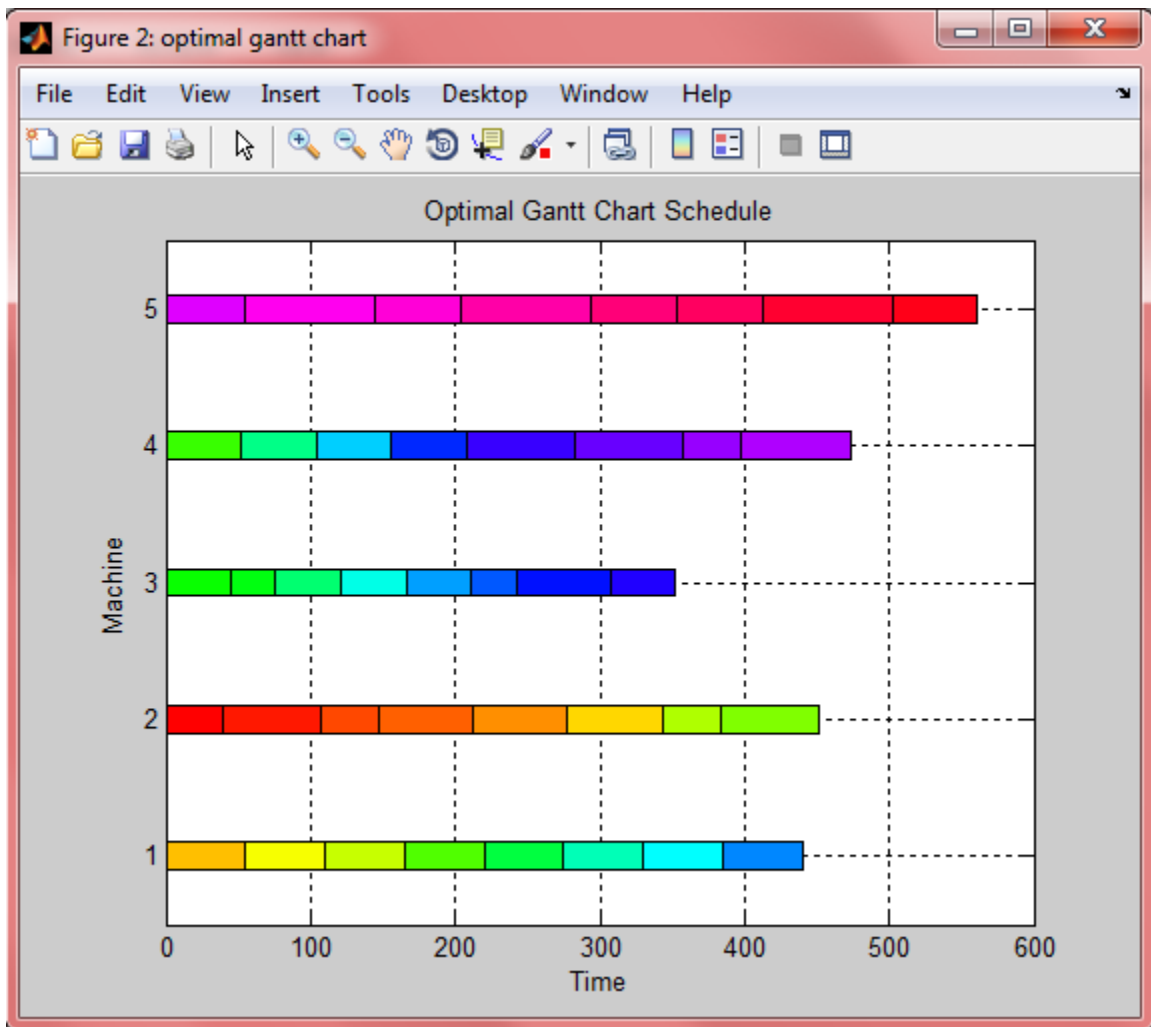 Figure 2: optimal gantt chart
File Edit View Insert Tools Desktop Window Help
Optimal Gantt Chart Schedule
5
4
3
2
1
Machine
0 100 200 300 400 500 600
Time